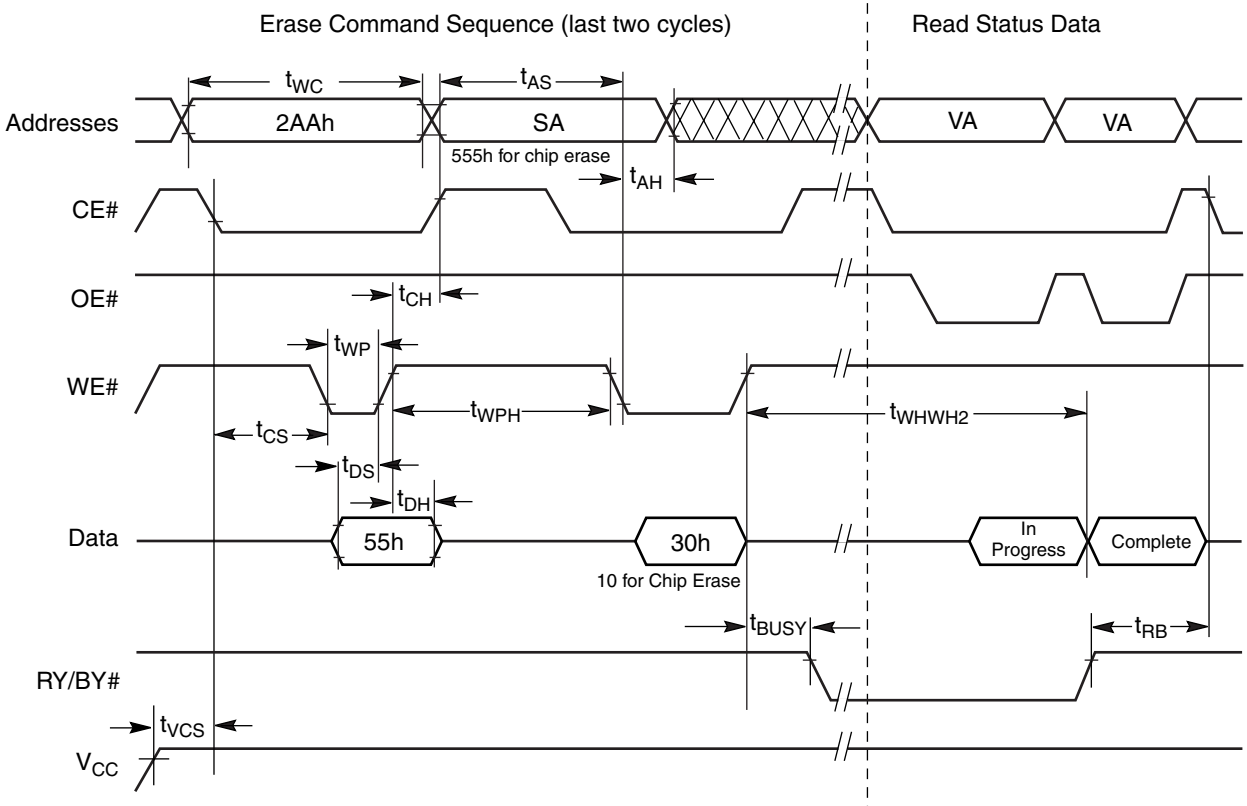 Erase Command Sequence (last two cycles)
Read Status Data
tWC
tAS
Addresses
2AAh
SA
VA
VA
555h for chip erase
tAH
CE#
OE#
tCH
tWP
WE#
tWPH
tWHWH2
tCS
tDS
tDH
Data
55h
30h
In
Progress
Complete
10 for Chip Erase
tBUSY
tRB
RY/BY#
tVCS
VCC